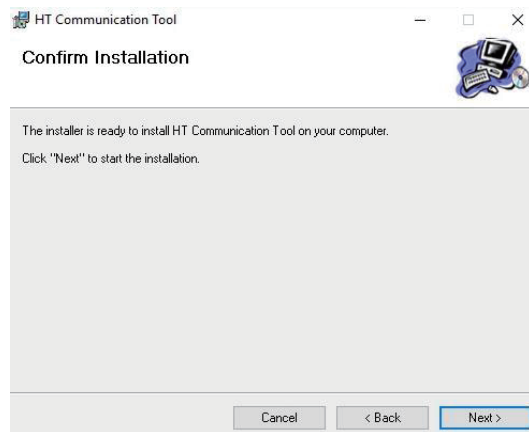 HT Communication Tool
Confirm Installation
The installer is ready to install HT Communication Tool on your computer.
Click "Next" to start the installation.
Cancel
< Back
Next >